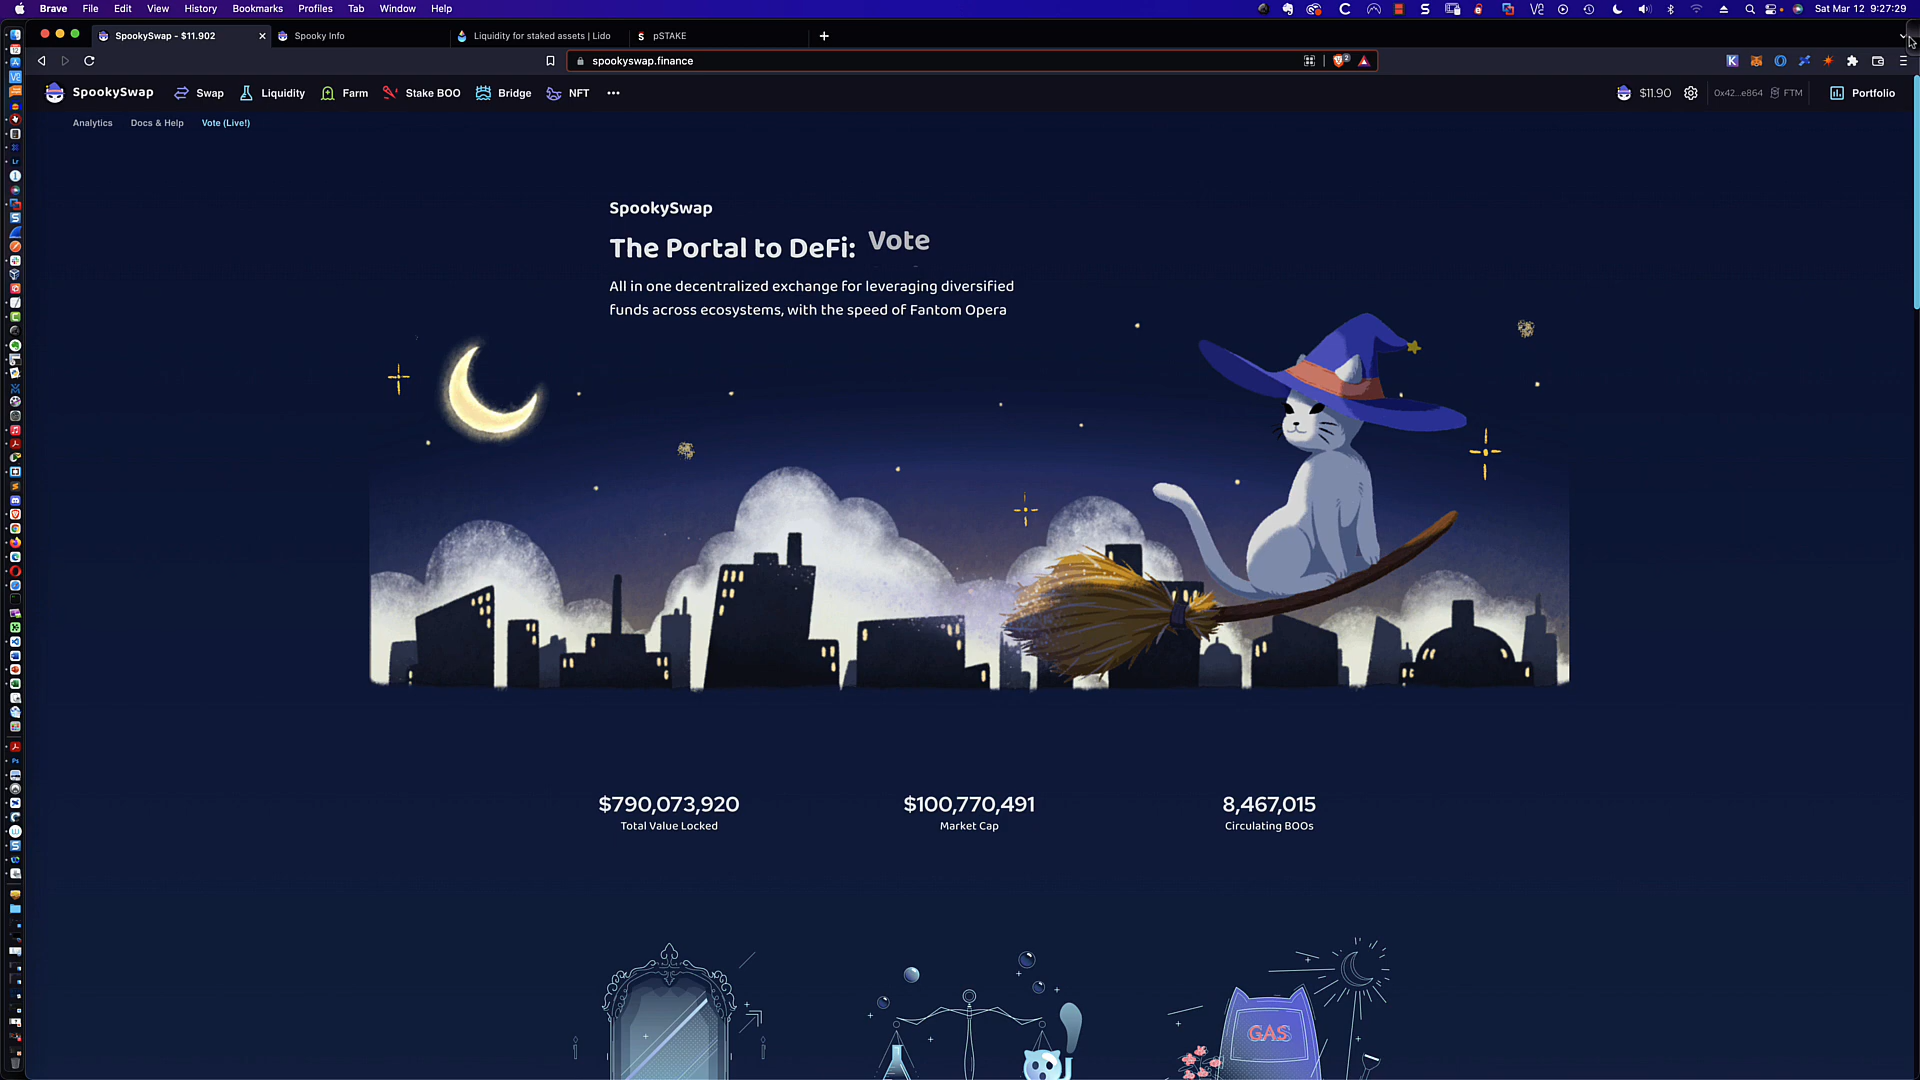 Brave File Edit View History Bookmarks Profiles Tab Window Help
Sat Mar 12 9:27:29
SpookySwap - $11.902
Spooky Info
Liquidity for staked assets | Lido
pSTAKE
spookyswap.finance
SpookySwap Swap Liquidity Farm Stake BOO Bridge NFT
$11.90 0x42...e864 FTM Portfolio
Analytics Docs & Help Vote (Live!)
SpookySwap
The Portal to DeFi: Vote
All in one decentralized exchange for leveraging diversified
funds across ecosystems, with the speed of Fantom Opera
$790,073,920 $100,770,491 8,467,015
Total Value Locked Market Cap Circulating BOOs
GAS